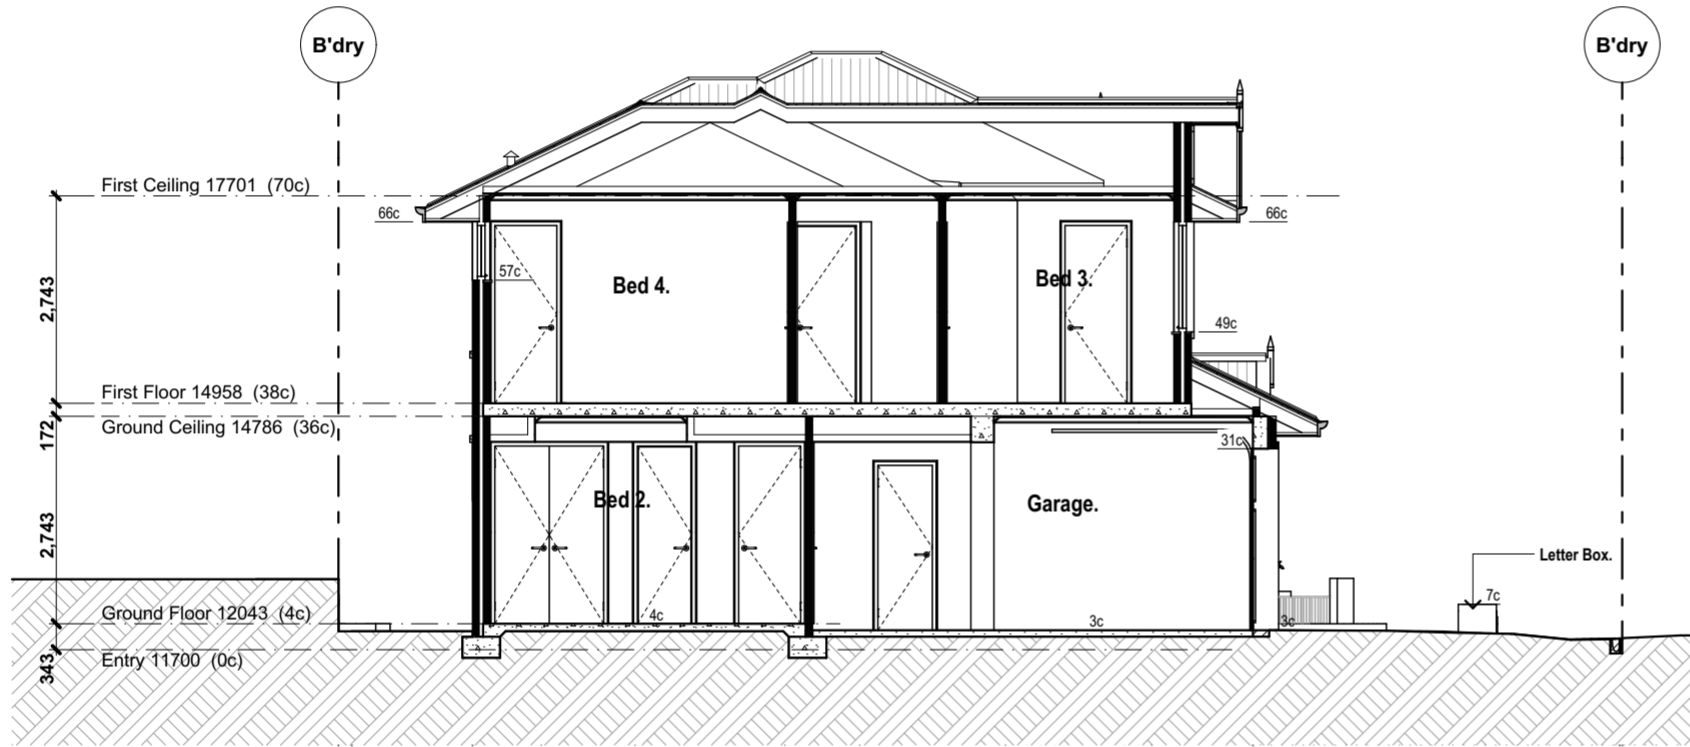 B'dry
B'dry
First Ceiling 17701 (70c)
66c
66c
57c
Bed 4.
Bed 3.
2,743
49c
First Floor 14958 (38c)
172
Ground Ceiling 14786 (36c)
31c
Bed 2.
Garage.
2,743
Letter Box.
7c
Ground Floor 12043 (4c)
4c
3c
3c
343
Entry 11700 (0c)